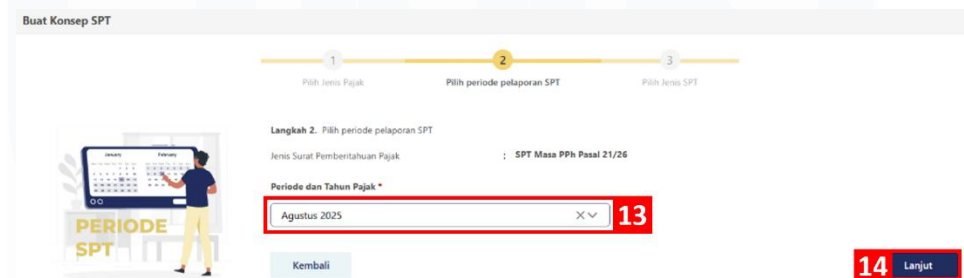 Buat Konsep SPT
1 2 3
Pilih Jenis Pajak Pilih periode pelaporan SPT Pilih Jenis SPT
Langkah 2. Pilih periode pelaporan SPT
Jenis Surat Pemberitahuan Pajak : SPT Masa PPh Pasal 21/26
January February
Periode dan Tahun Pajak *
Agustus 2025 13
PERIODE
SPT
Kembali 14 Lanjut